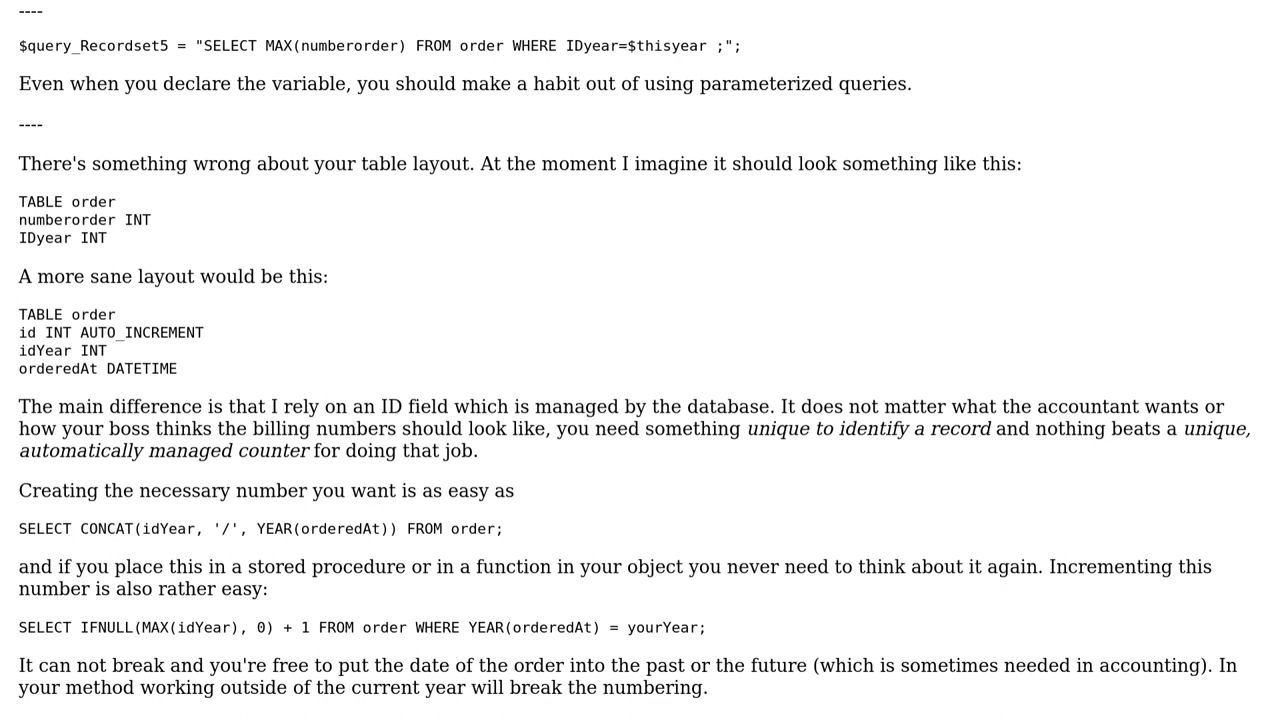 ----
$query_Recordset5 = "SELECT MAX(numberorder) FROM order WHERE IDyear=$thisyear ;";
Even when you declare the variable, you should make a habit out of using parameterized queries.
----
There's something wrong about your table layout. At the moment I imagine it should look something like this:
TABLE order
numberorder INT
IDyear INT
A more sane layout would be this:
TABLE order
id INT AUTO_INCREMENT
idYear INT
orderedAt DATETIME
The main difference is that I rely on an ID field which is managed by the database. It does not matter what the accountant wants or
how your boss thinks the billing numbers should look like, you need something unique to identify a record and nothing beats a unique,
automatically managed counter for doing that job.
Creating the necessary number you want is as easy as
SELECT CONCAT(idYear, '/', YEAR(orderedAt)) FROM order;
and if you place this in a stored procedure or in a function in your object you never need to think about it again. Incrementing this
number is also rather easy:
SELECT IFNULL(MAX(idYear), 0) + 1 FROM order WHERE YEAR(orderedAt) = yourYear;
It can not break and you're free to put the date of the order into the past or the future (which is sometimes needed in accounting). In
your method working outside of the current year will break the numbering.